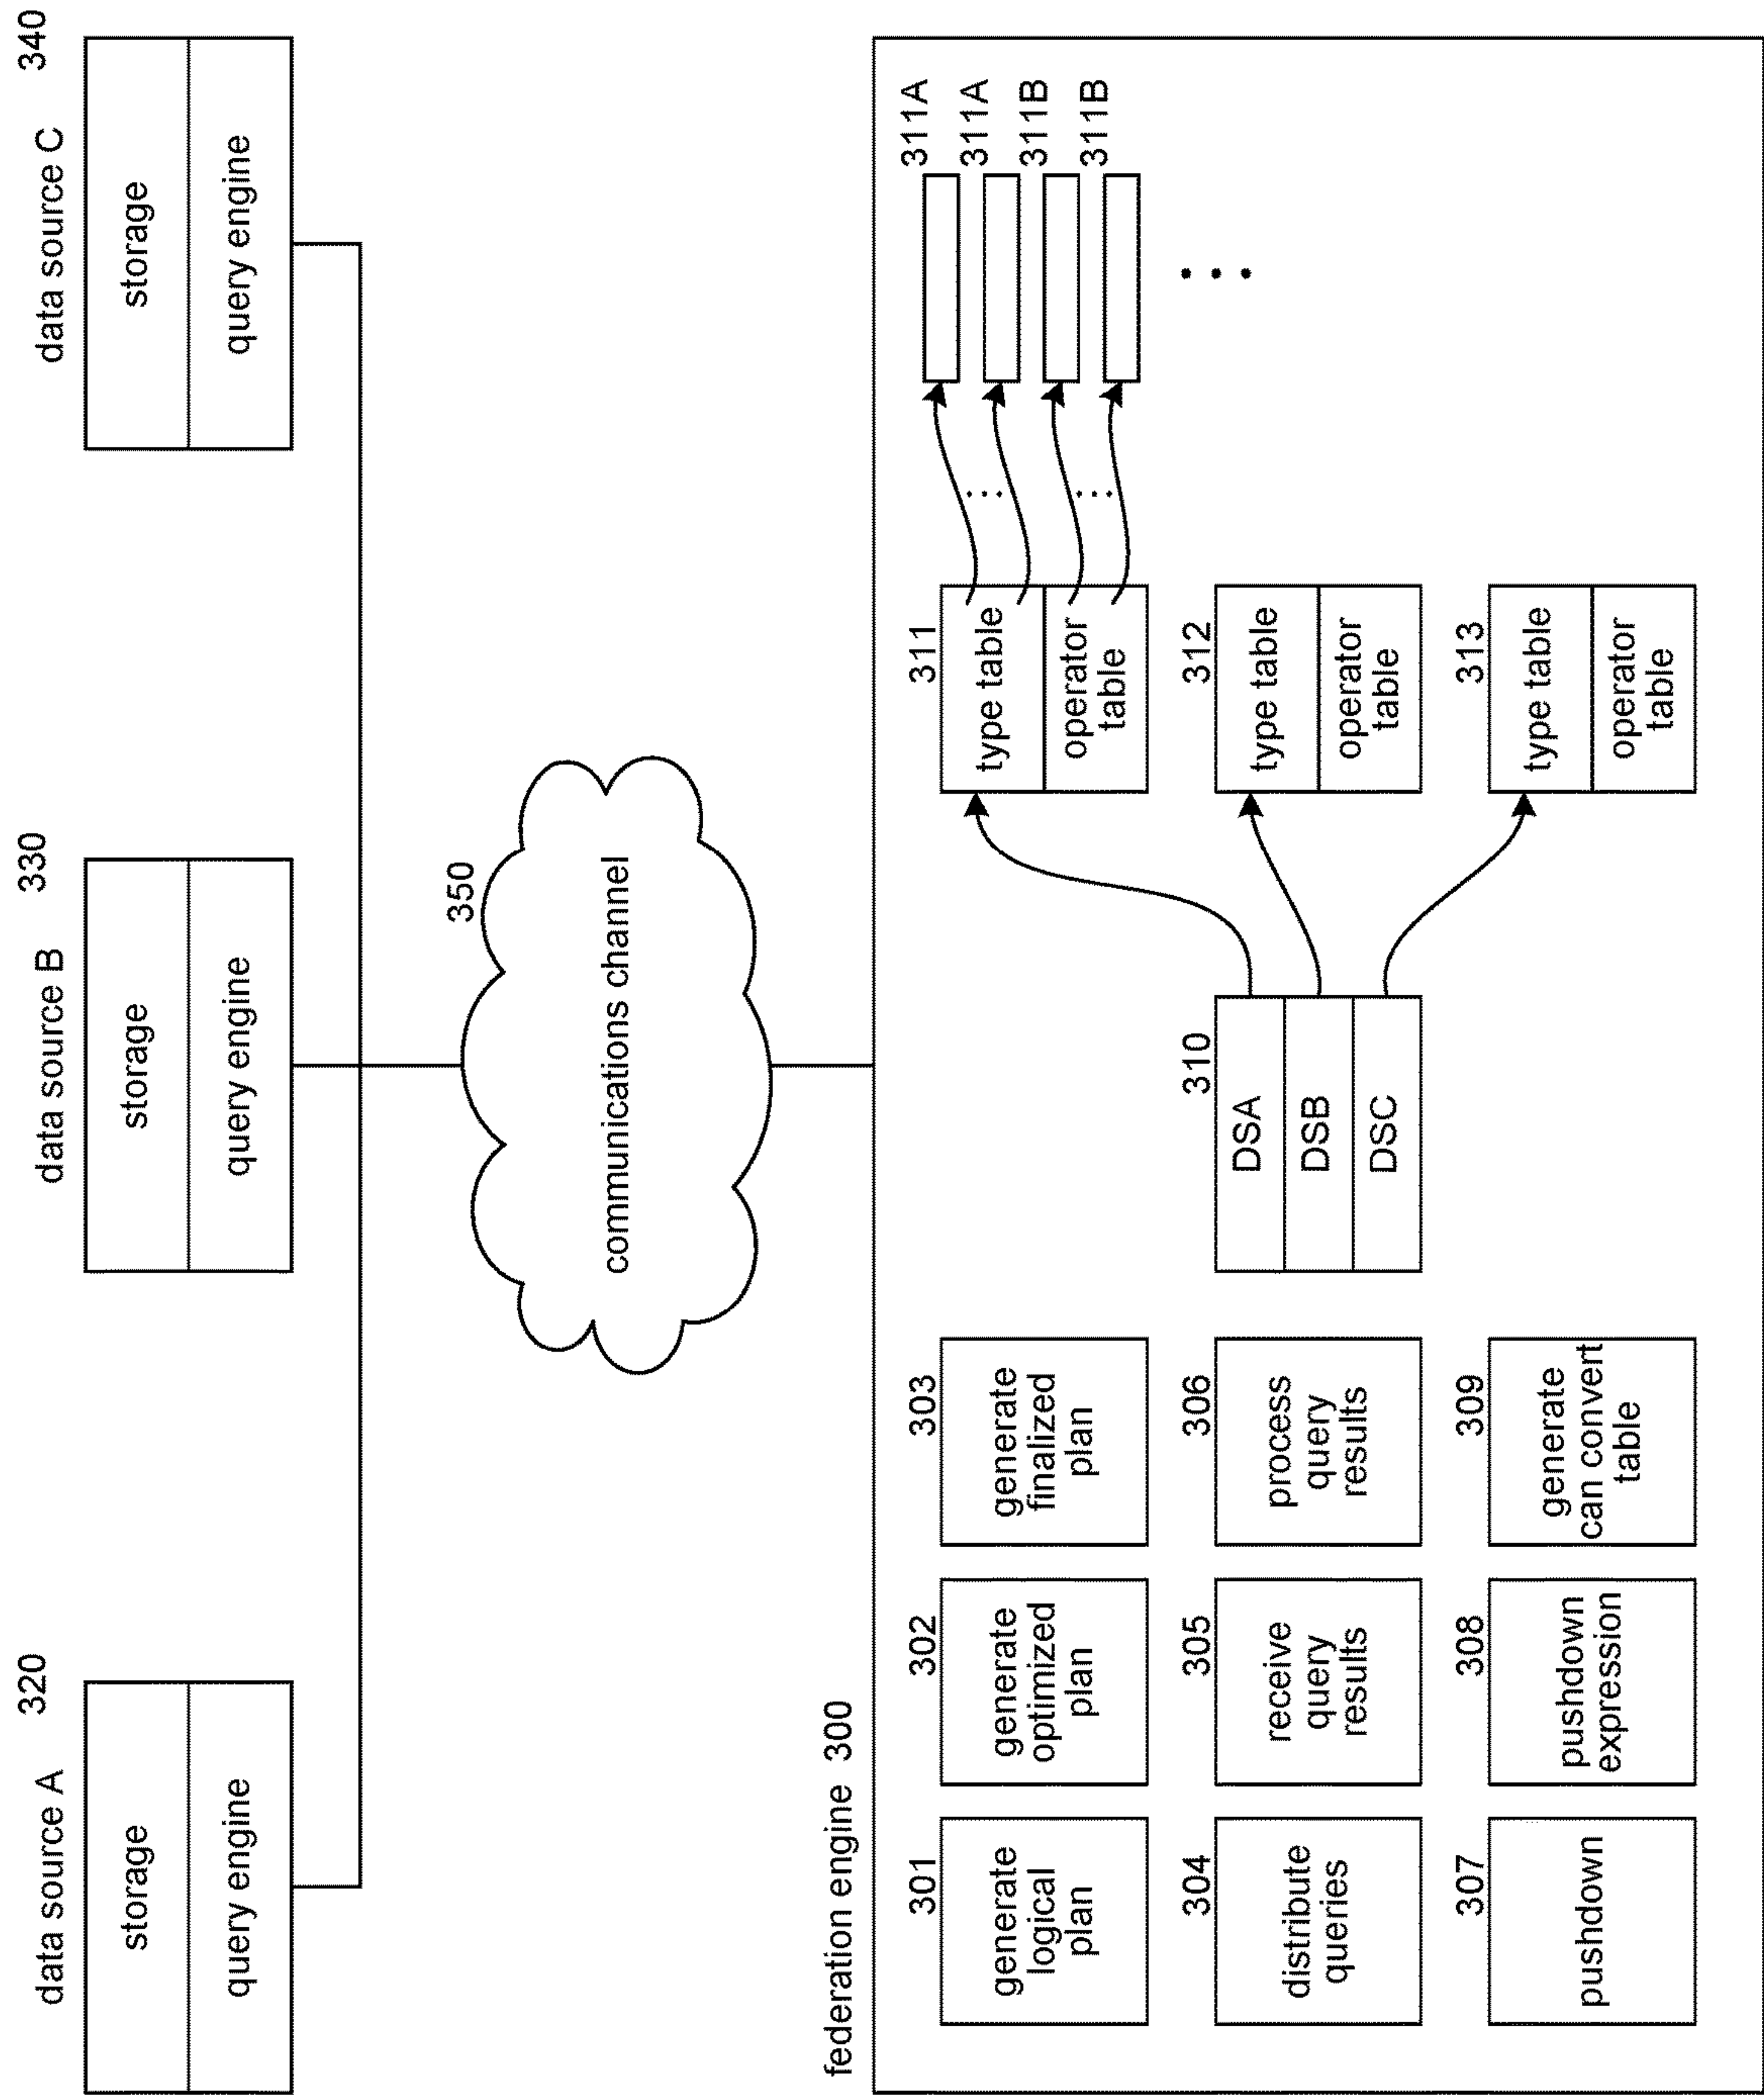 data source A 320
storage
query engine
data source B 330
storage
query engine
data source C 340
storage
query engine
350
communications channel
federation engine 300
301
generate
logical
plan
302
generate
optimized
plan
303
generate
finalized
plan
304
distribute
queries
305
receive
query
results
306
process
query
results
307
pushdown
308
pushdown
expression
309
generate
can convert
table
310
DSA
DSB
DSC
311
type table
operator
table
312
type table
operator
table
313
type table
operator
table
311A
311A
311B
311B